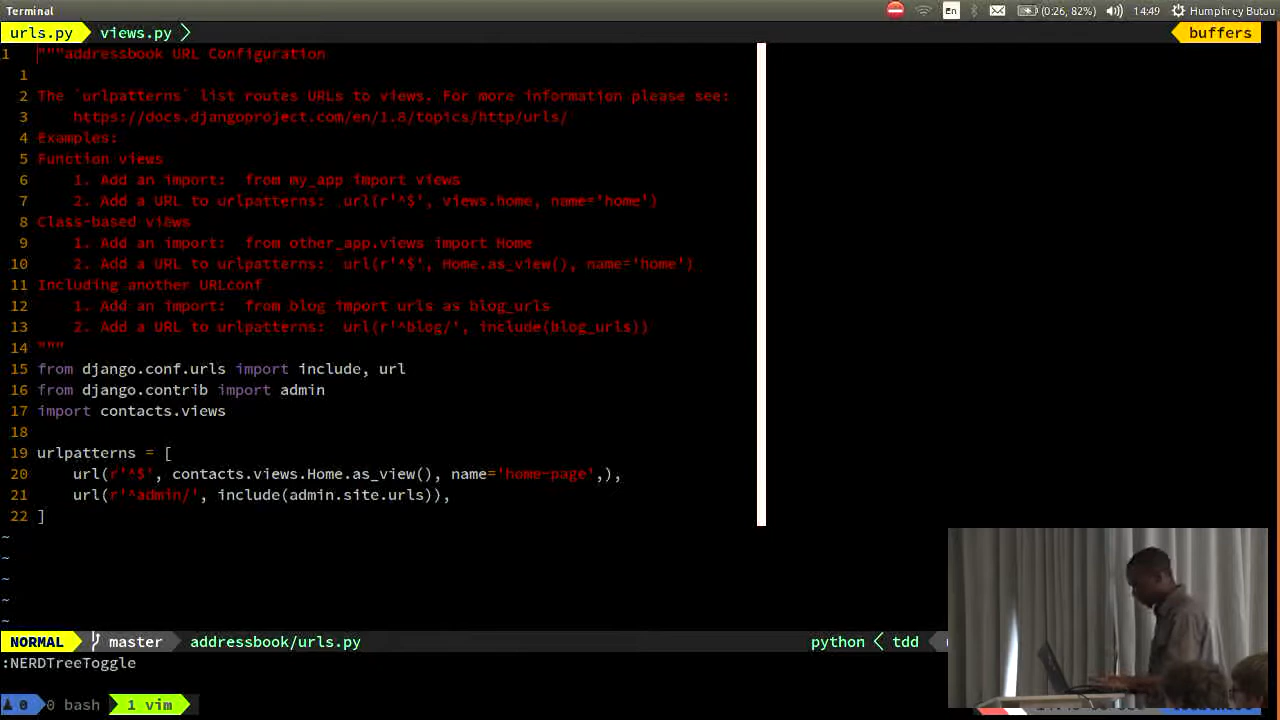 Terminal En (0:26, 82%) 14:49 Humphrey Butau
urls.py views.py buffers
1 """addressbook URL Configuration
1
2 The `urlpatterns` list routes URLs to views. For more information please see:
3 https://docs.djangoproject.com/en/1.8/topics/http/urls/
4 Examples:
5 Function views
6 1. Add an import:  from my_app import views
7 2. Add a URL to urlpatterns:  url(r'^$', views.home, name='home')
8 Class-based views
9 1. Add an import:  from other_app.views import Home
10 2. Add a URL to urlpatterns:  url(r'^$', Home.as_view(), name='home')
11 Including another URLconf
12 1. Add an import:  from blog import urls as blog_urls
13 2. Add a URL to urlpatterns:  url(r'^blog/', include(blog_urls))
14 """
15 from django.conf.urls import include, url
16 from django.contrib import admin
17 import contacts.views
18
19 urlpatterns = [
20 url(r'^$', contacts.views.Home.as_view(), name='home-page',),
21 url(r'^admin/', include(admin.site.urls)),
22 ]
~
~
~
~
~
NORMAL master addressbook/urls.py python < tdd
:NERDTreeToggle
0 0 bash 1 vim